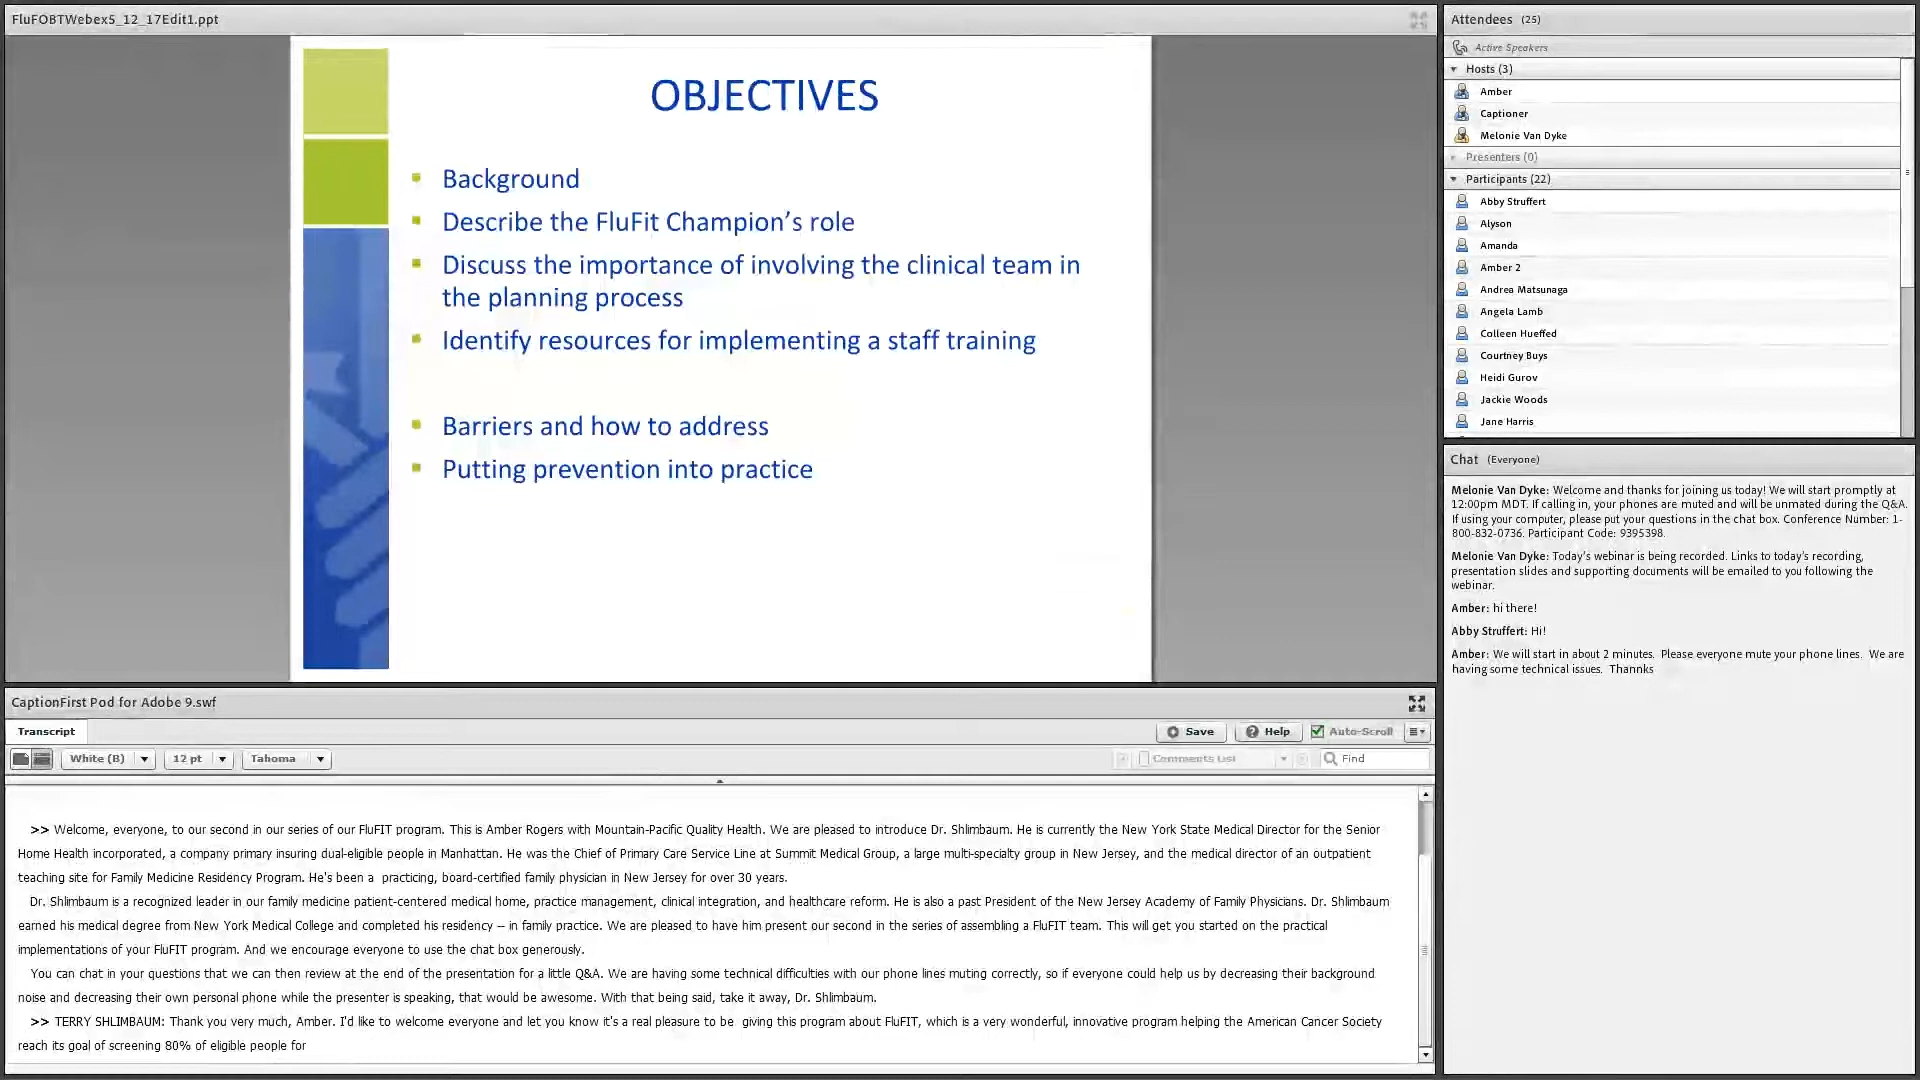 FluFOBTWebex5_12_17Edit1.ppt
OBJECTIVES
Background
Describe the FluFit Champion’s role
Discuss the importance of involving the clinical team in
the planning process
Identify resources for implementing a staff training
Barriers and how to address
Putting prevention into practice
CaptionFirst Pod for Adobe 9.swf
Transcript
Save
Help
Auto-Scroll
White (B)
12 pt
Tahoma
Comments List
Find
>> Welcome, everyone, to our second in our series of our FluFIT program. This is Amber Rogers with Mountain-Pacific Quality Health. We are pleased to introduce Dr. Shlimbaum. He is currently the New York State Medical Director for the Senior
Home Health incorporated, a company primary insuring dual-eligible people in Manhattan. He was the Chief of Primary Care Service Line at Summit Medical Group, a large multi-specialty group in New Jersey, and the medical director of an outpatient
teaching site for Family Medicine Residency Program. He's been a practicing, board-certified family physician in New Jersey for over 30 years.
Dr. Shlimbaum is a recognized leader in our family medicine patient-centered medical home, practice management, clinical integration, and healthcare reform. He is also a past President of the New Jersey Academy of Family Physicians. Dr. Shlimbaum
earned his medical degree from New York Medical College and completed his residency -- in family practice. We are pleased to have him present our second in the series of assembling a FluFIT team. This will get you started on the practical
implementations of your FluFIT program. And we encourage everyone to use the chat box generously.
You can chat in your questions that we can then review at the end of the presentation for a little Q&A. We are having some technical difficulties with our phone lines muting correctly, so if everyone could help us by decreasing their background
noise and decreasing their own personal phone while the presenter is speaking, that would be awesome. With that being said, take it away, Dr. Shlimbaum.
>> TERRY SHLIMBAUM: Thank you very much, Amber. I'd like to welcome everyone and let you know it's a real pleasure to be giving this program about FluFIT, which is a very wonderful, innovative program helping the American Cancer Society
reach its goal of screening 80% of eligible people for
Attendees (25)
Active Speakers
Hosts (3)
Amber
Captioner
Melonie Van Dyke
Presenters (0)
Participants (22)
Abby Struffert
Alyson
Amanda
Amber 2
Andrea Matsunaga
Angela Lamb
Colleen Hueffed
Courtney Buys
Heidi Gurov
Jackie Woods
Jane Harris
Chat (Everyone)
Melonie Van Dyke: Welcome and thanks for joining us today! We will start promptly at
12:00pm MDT. If calling in, your phones are muted and will be unmated during the Q&A.
If using your computer, please put your questions in the chat box. Conference Number: 1-
800-832-0736. Participant Code: 9395398.
Melonie Van Dyke: Today's webinar is being recorded. Links to today's recording,
presentation slides and supporting documents will be emailed to you following the
webinar.
Amber: hi there!
Abby Struffert: Hi!
Amber: We will start in about 2 minutes. Please everyone mute your phone lines. We are
having some technical issues. Thannks